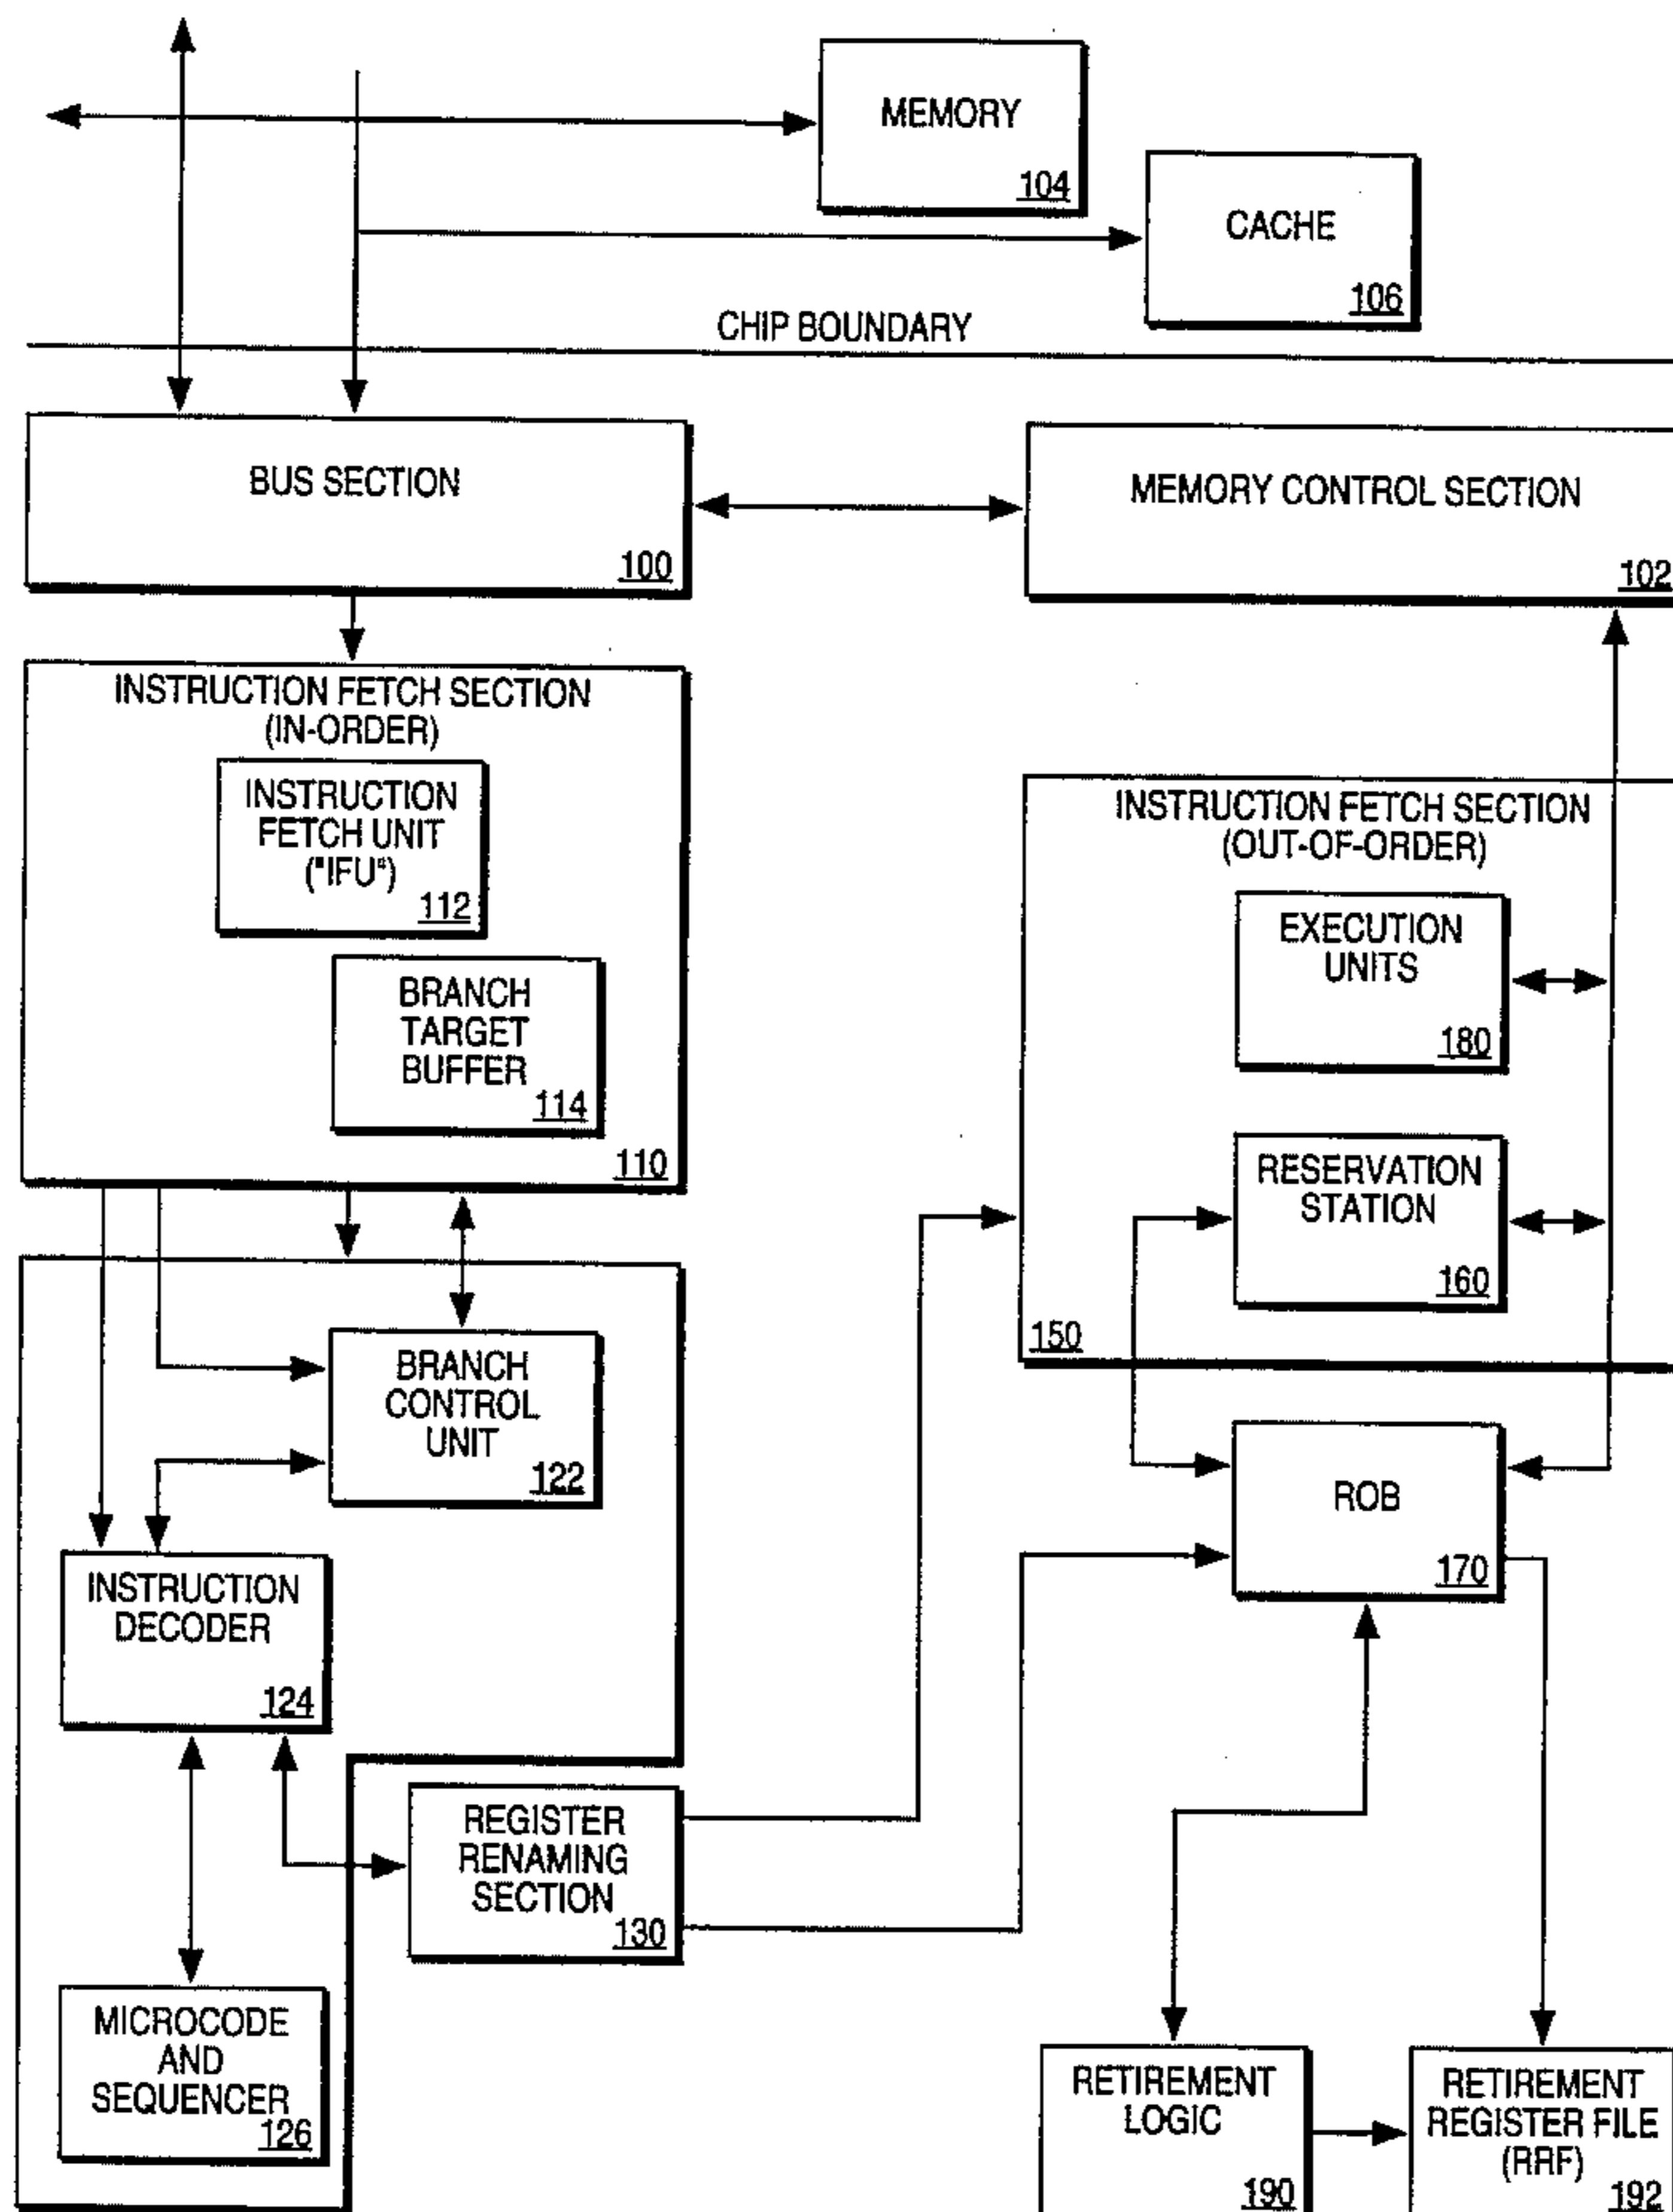 MEMORY
104
CACHE
106
CHIP BOUNDARY
BUS SECTION
100
MEMORY CONTROL SECTION
102
INSTRUCTION FETCH SECTION
(IN-ORDER)
INSTRUCTION
FETCH UNIT
("IFU")
112
BRANCH
TARGET
BUFFER
114
110
INSTRUCTION FETCH SECTION
(OUT-OF-ORDER)
EXECUTION
UNITS
180
RESERVATION
STATION
160
150
BRANCH
CONTROL
UNIT
122
INSTRUCTION
DECODER
124
ROB
170
REGISTER
RENAMING
SECTION
130
MICROCODE
AND
SEQUENCER
126
RETIREMENT
LOGIC
190
RETIREMENT
REGISTER FILE
(RRF)
192